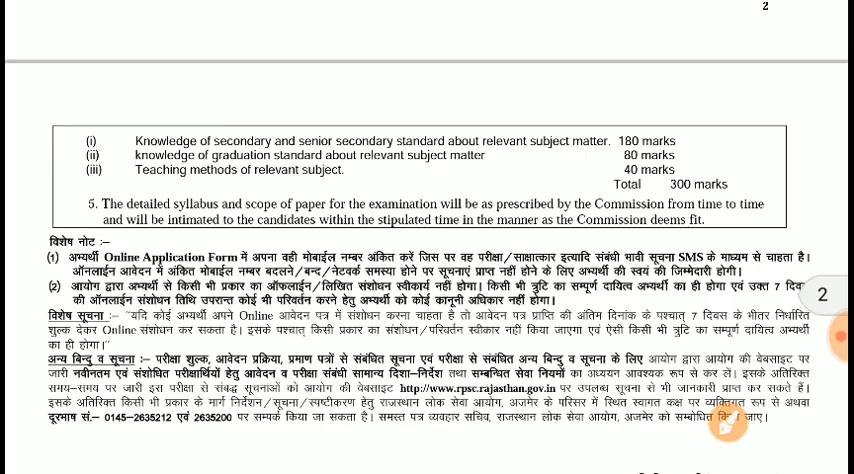 2
(i) Knowledge of secondary and senior secondary standard about relevant subject matter. 180 marks
(ii) knowledge of graduation standard about relevant subject matter 80 marks
(iii) Teaching methods of relevant subject. 40 marks
Total 300 marks
5. The detailed syllabus and scope of paper for the examination will be as prescribed by the Commission from time to time
and will be intimated to the candidates within the stipulated time in the manner as the Commission deems fit.
विशेष नोट :–
(1) अभ्यर्थी Online Application Form में अपना वही मोबाईल नम्बर अंकित करें जिस पर वह परीक्षा/साक्षात्कार इत्यादि संबंधी भावी सूचना SMS के माध्यम से चाहता है।
ऑनलाईन आवेदन में अंकित मोबाईल नम्बर बदलने/बन्द/नेटवर्क समस्या होने पर सूचनाएं प्राप्त नहीं होने के लिए अभ्यर्थी की स्वयं की जिम्मेदारी होगी।
(2) आयोग द्वारा अभ्यर्थी से किसी भी प्रकार का ऑफलाईन/लिखित संशोधन स्वीकार्य नहीं होगा। किसी भी त्रुटि का सम्पूर्ण दायित्व अभ्यर्थी का ही होगा एवं उक्त 7 दिव
की ऑनलाईन संशोधन तिथि उपरान्त कोई भी परिवर्तन करने हेतु अभ्यर्थी को कोई कानूनी अधिकार नहीं होगा।
2
विशेष सूचना :– "यदि कोई अभ्यर्थी अपने Online आवेदन पत्र में संशोधन करना चाहता है तो आवेदन पत्र प्राप्ति की अंतिम दिनांक के पश्चात् 7 दिवस के भीतर निर्धारित
शुल्क देकर Online संशोधन कर सकता है। इसके पश्चात् किसी प्रकार का संशोधन/परिवर्तन स्वीकार नहीं किया जाएगा एवं ऐसी किसी भी त्रुटि का सम्पूर्ण दायित्व अभ्यर्थी
का ही होगा।"
अन्य बिन्दु व सूचना :– परीक्षा शुल्क, आवेदन प्रक्रिया, प्रमाण पत्रों से संबंधित सूचना एवं परीक्षा से संबंधित अन्य बिन्दु व सूचना के लिए आयोग द्वारा आयोग की वेबसाइट पर
जारी नवीनतम एवं संशोधित परीक्षार्थियों हेतु आवेदन व परीक्षा संबंधी सामान्य दिशा–निर्देश तथा सम्बन्धित सेवा नियमों का अध्ययन आवश्यक रूप से कर लें। इसके अतिरिक्त
समय–समय पर जारी इस परीक्षा से संबद्ध सूचनाओं को आयोग की वेबसाइट http://www.rpsc.rajasthan.gov.in पर उपलब्ध सूचना से भी जानकारी प्राप्त कर सकते हैं।
इसके अतिरिक्त किसी भी प्रकार के मार्ग निर्देशन/सूचना/स्पष्टीकरण हेतु राजस्थान लोक सेवा आयोग, अजमेर के परिसर में स्थित स्वागत कक्ष पर व्यक्तिगत रूप से अथवा
दूरभाष सं.– 0145–2635212 एवं 2635200 पर सम्पर्क किया जा सकता है। समस्त पत्र व्यवहार सचिव, राजस्थान लोक सेवा आयोग, अजमेर को सम्बोधित जाए।